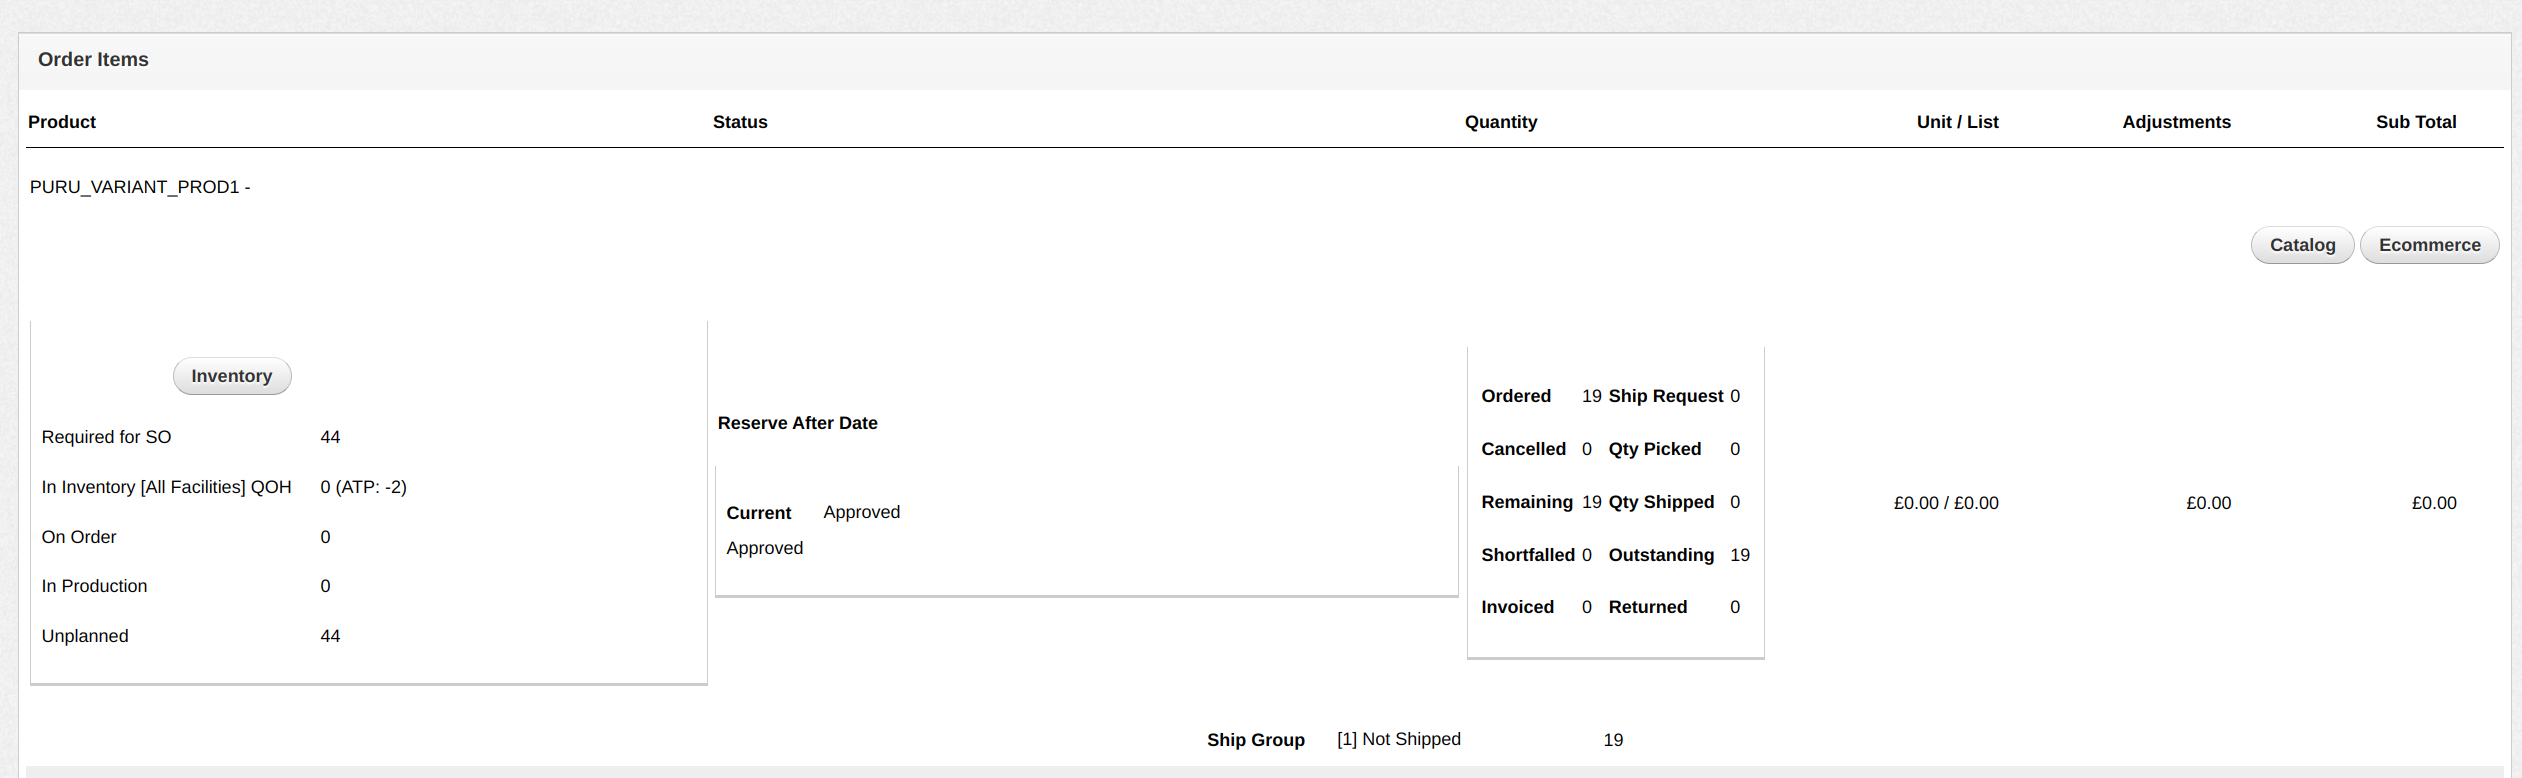 Order Items
Product Status Quantity Unit / List Adjustments Sub Total
PURU_VARIANT_PROD1 -
Catalog Ecommerce
Inventory
Required for SO 44
In Inventory [All Facilities] QOH 0 (ATP: -2)
On Order 0
In Production 0
Unplanned 44
Reserve After Date
Current Approved
Approved
Ordered 19 Ship Request 0
Cancelled 0 Qty Picked 0
Remaining 19 Qty Shipped 0
Shortfalled 0 Outstanding 19
Invoiced 0 Returned 0
£0.00 / £0.00 £0.00 £0.00
Ship Group [1] Not Shipped 19